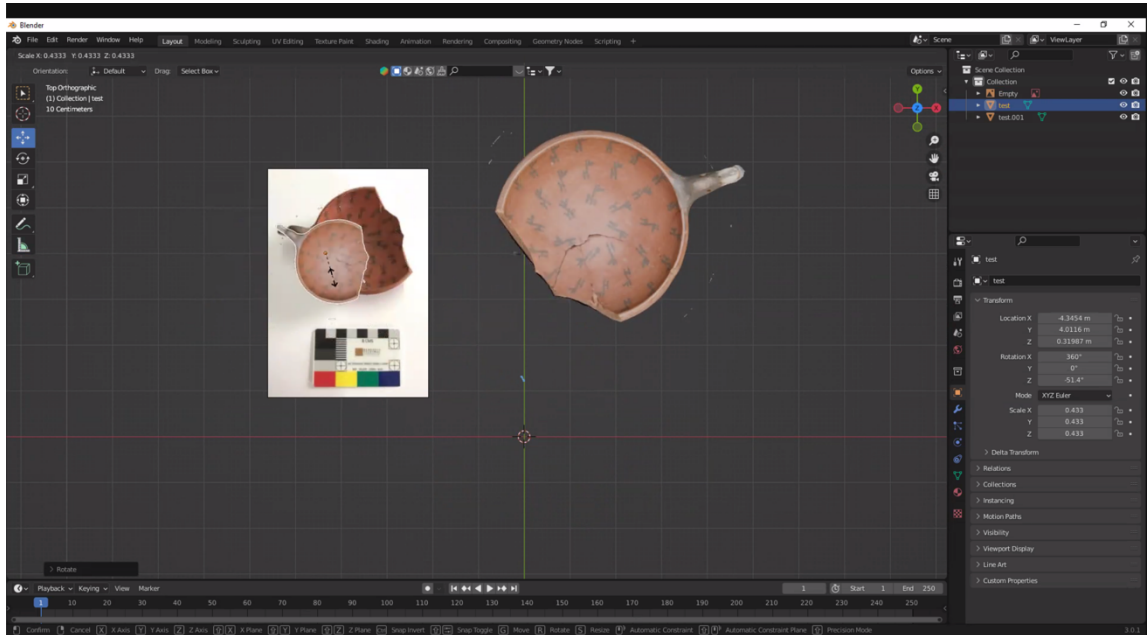 Blender
File Edit Render Window Help Layout Modeling Sculpting UV Editing Texture Paint Shading Animation Rendering Compositing Geometry Nodes Scripting + Scene ViewLayer
Scale X: 0.4333 Y: 0.4333 Z: 0.4333
Orientation: Default Drag: Select Box Options
Top Orthographic
(1) Collection | test
10 Centimeters
Scene Collection
Collection
Empty
test
test.001
test
test
Transform
Location X -4.3454 m
Y 4.0116 m
Z 0.31987 m
Rotation X 360°
Y 0°
Z -51.4°
Mode XYZ Euler
Scale X 0.433
Y 0.433
Z 0.433
Delta Transform
Relations
Collections
Instancing
Motion Paths
Visibility
Viewport Display
Line Art
Custom Properties
Rotate
Playback Keying View Marker 1 Start 1 End 250
1 10 20 30 40 50 60 70 80 90 100 110 120 130 140 150 160 170 180 190 200 210 220 230 240 250
Confirm Cancel X X Axis Y Y Axis Z Z Axis X X Plane Y Y Plane Z Z Plane Snap Invert Snap Toggle G Move R Rotate S Resize Automatic Constraint Automatic Constraint Plane Precision Mode 3.0.1